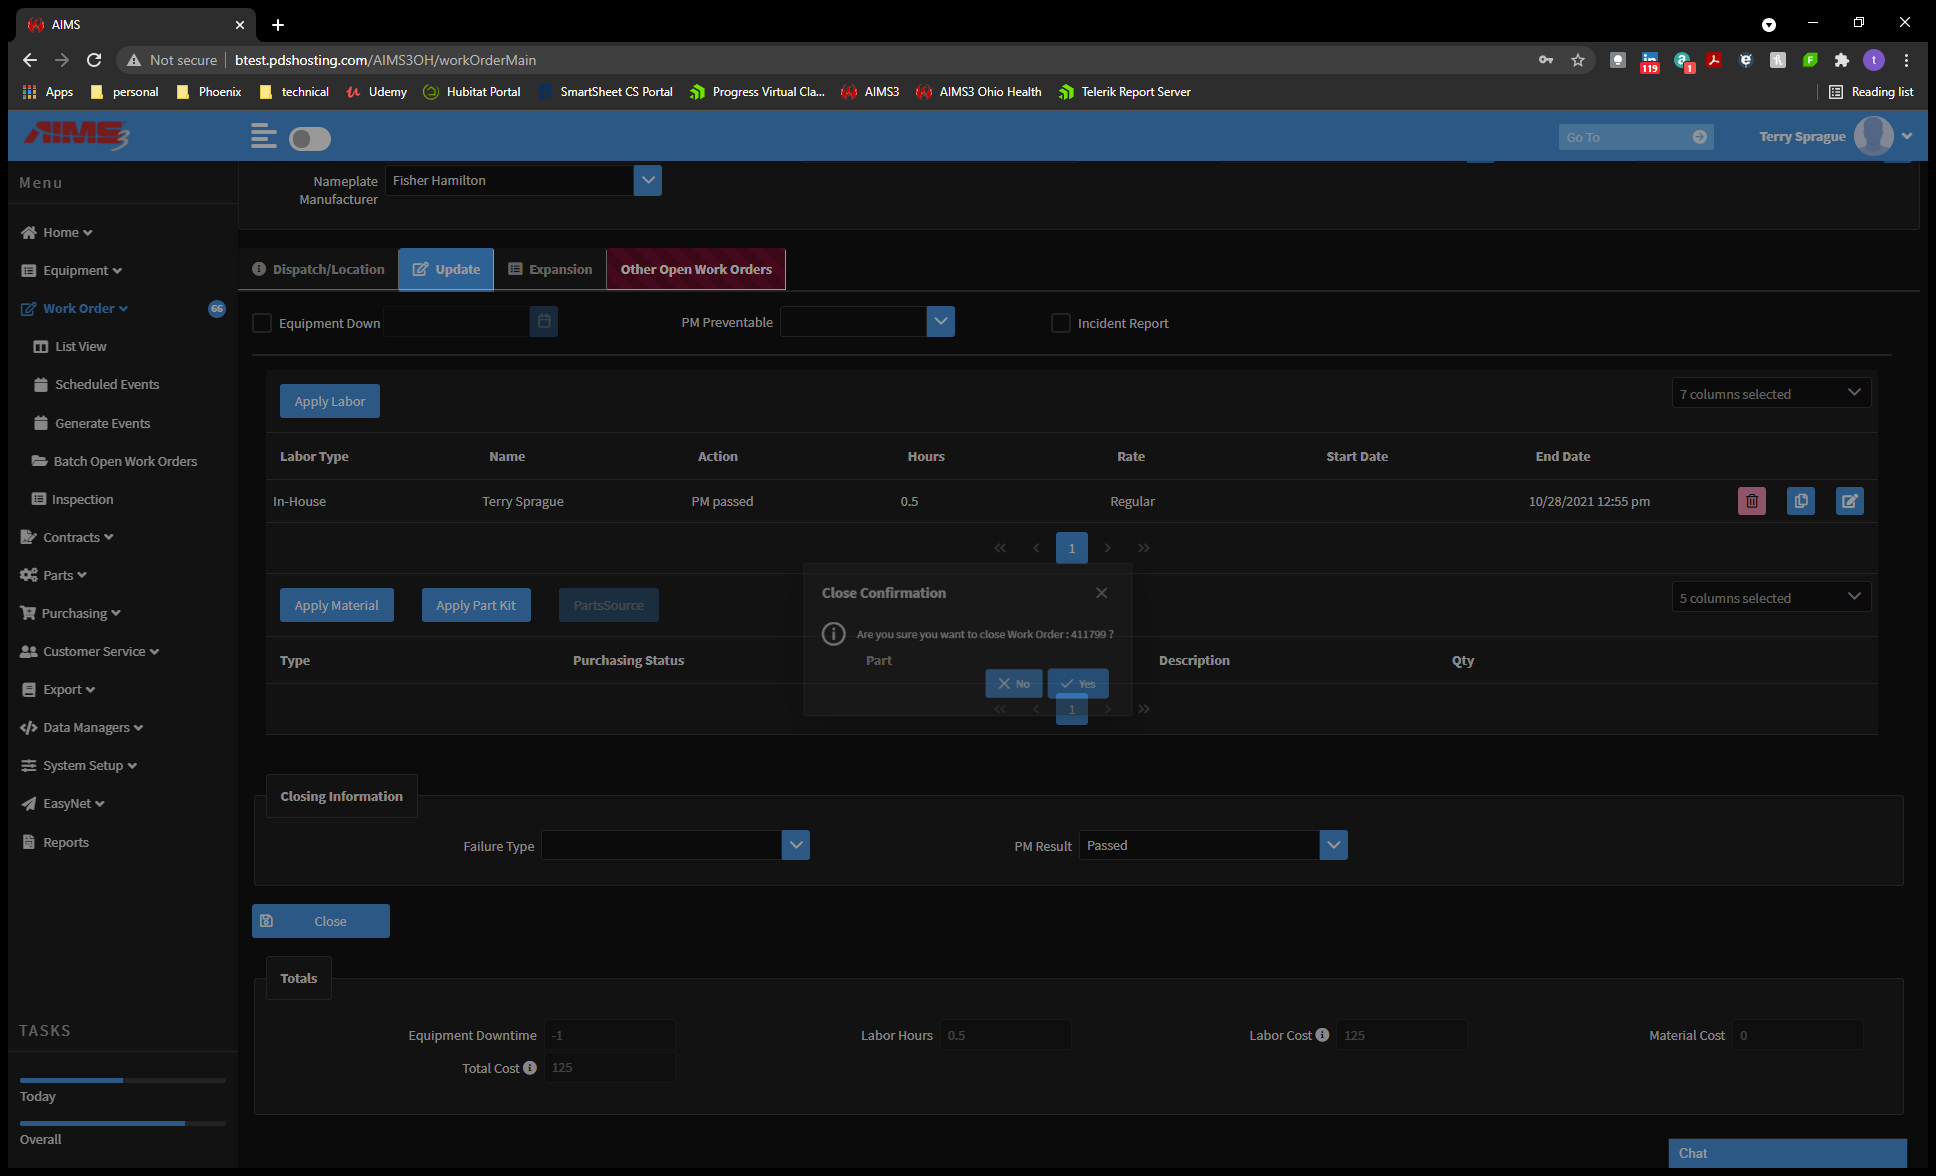 AIMS
Not secure
btest.pdshosting.com/AIMS3OH/workOrderMain
119
1
t
Apps
personal
Phoenix
technical
Udemy
Hubitat Portal
SmartSheet CS Portal
Progress Virtual Cla...
AIMS3
AIMS3 Ohio Health
Telerik Report Server
Reading list
AIMS3
Go To
Terry Sprague
Menu
Nameplate
Manufacturer
Fisher Hamilton
Home
Equipment
Work Order
66
List View
Scheduled Events
Generate Events
Batch Open Work Orders
Inspection
Contracts
Parts
Purchasing
Customer Service
Export
Data Managers
System Setup
EasyNet
Reports
TASKS
Today
Overall
Dispatch/Location
Update
Expansion
Other Open Work Orders
Equipment Down
PM Preventable
Incident Report
Apply Labor
7 columns selected
Labor Type
Name
Action
Hours
Rate
Start Date
End Date
In-House
Terry Sprague
PM passed
0.5
Regular
10/28/2021 12:55 pm
1
Apply Material
Apply Part Kit
PartsSource
5 columns selected
Close Confirmation
Are you sure you want to close Work Order : 411799 ?
No
Yes
Type
Purchasing Status
Part
Description
Qty
1
Closing Information
Failure Type
PM Result
Passed
Close
Totals
Equipment Downtime
-1
Labor Hours
0.5
Labor Cost
125
Material Cost
0
Total Cost
125
Chat